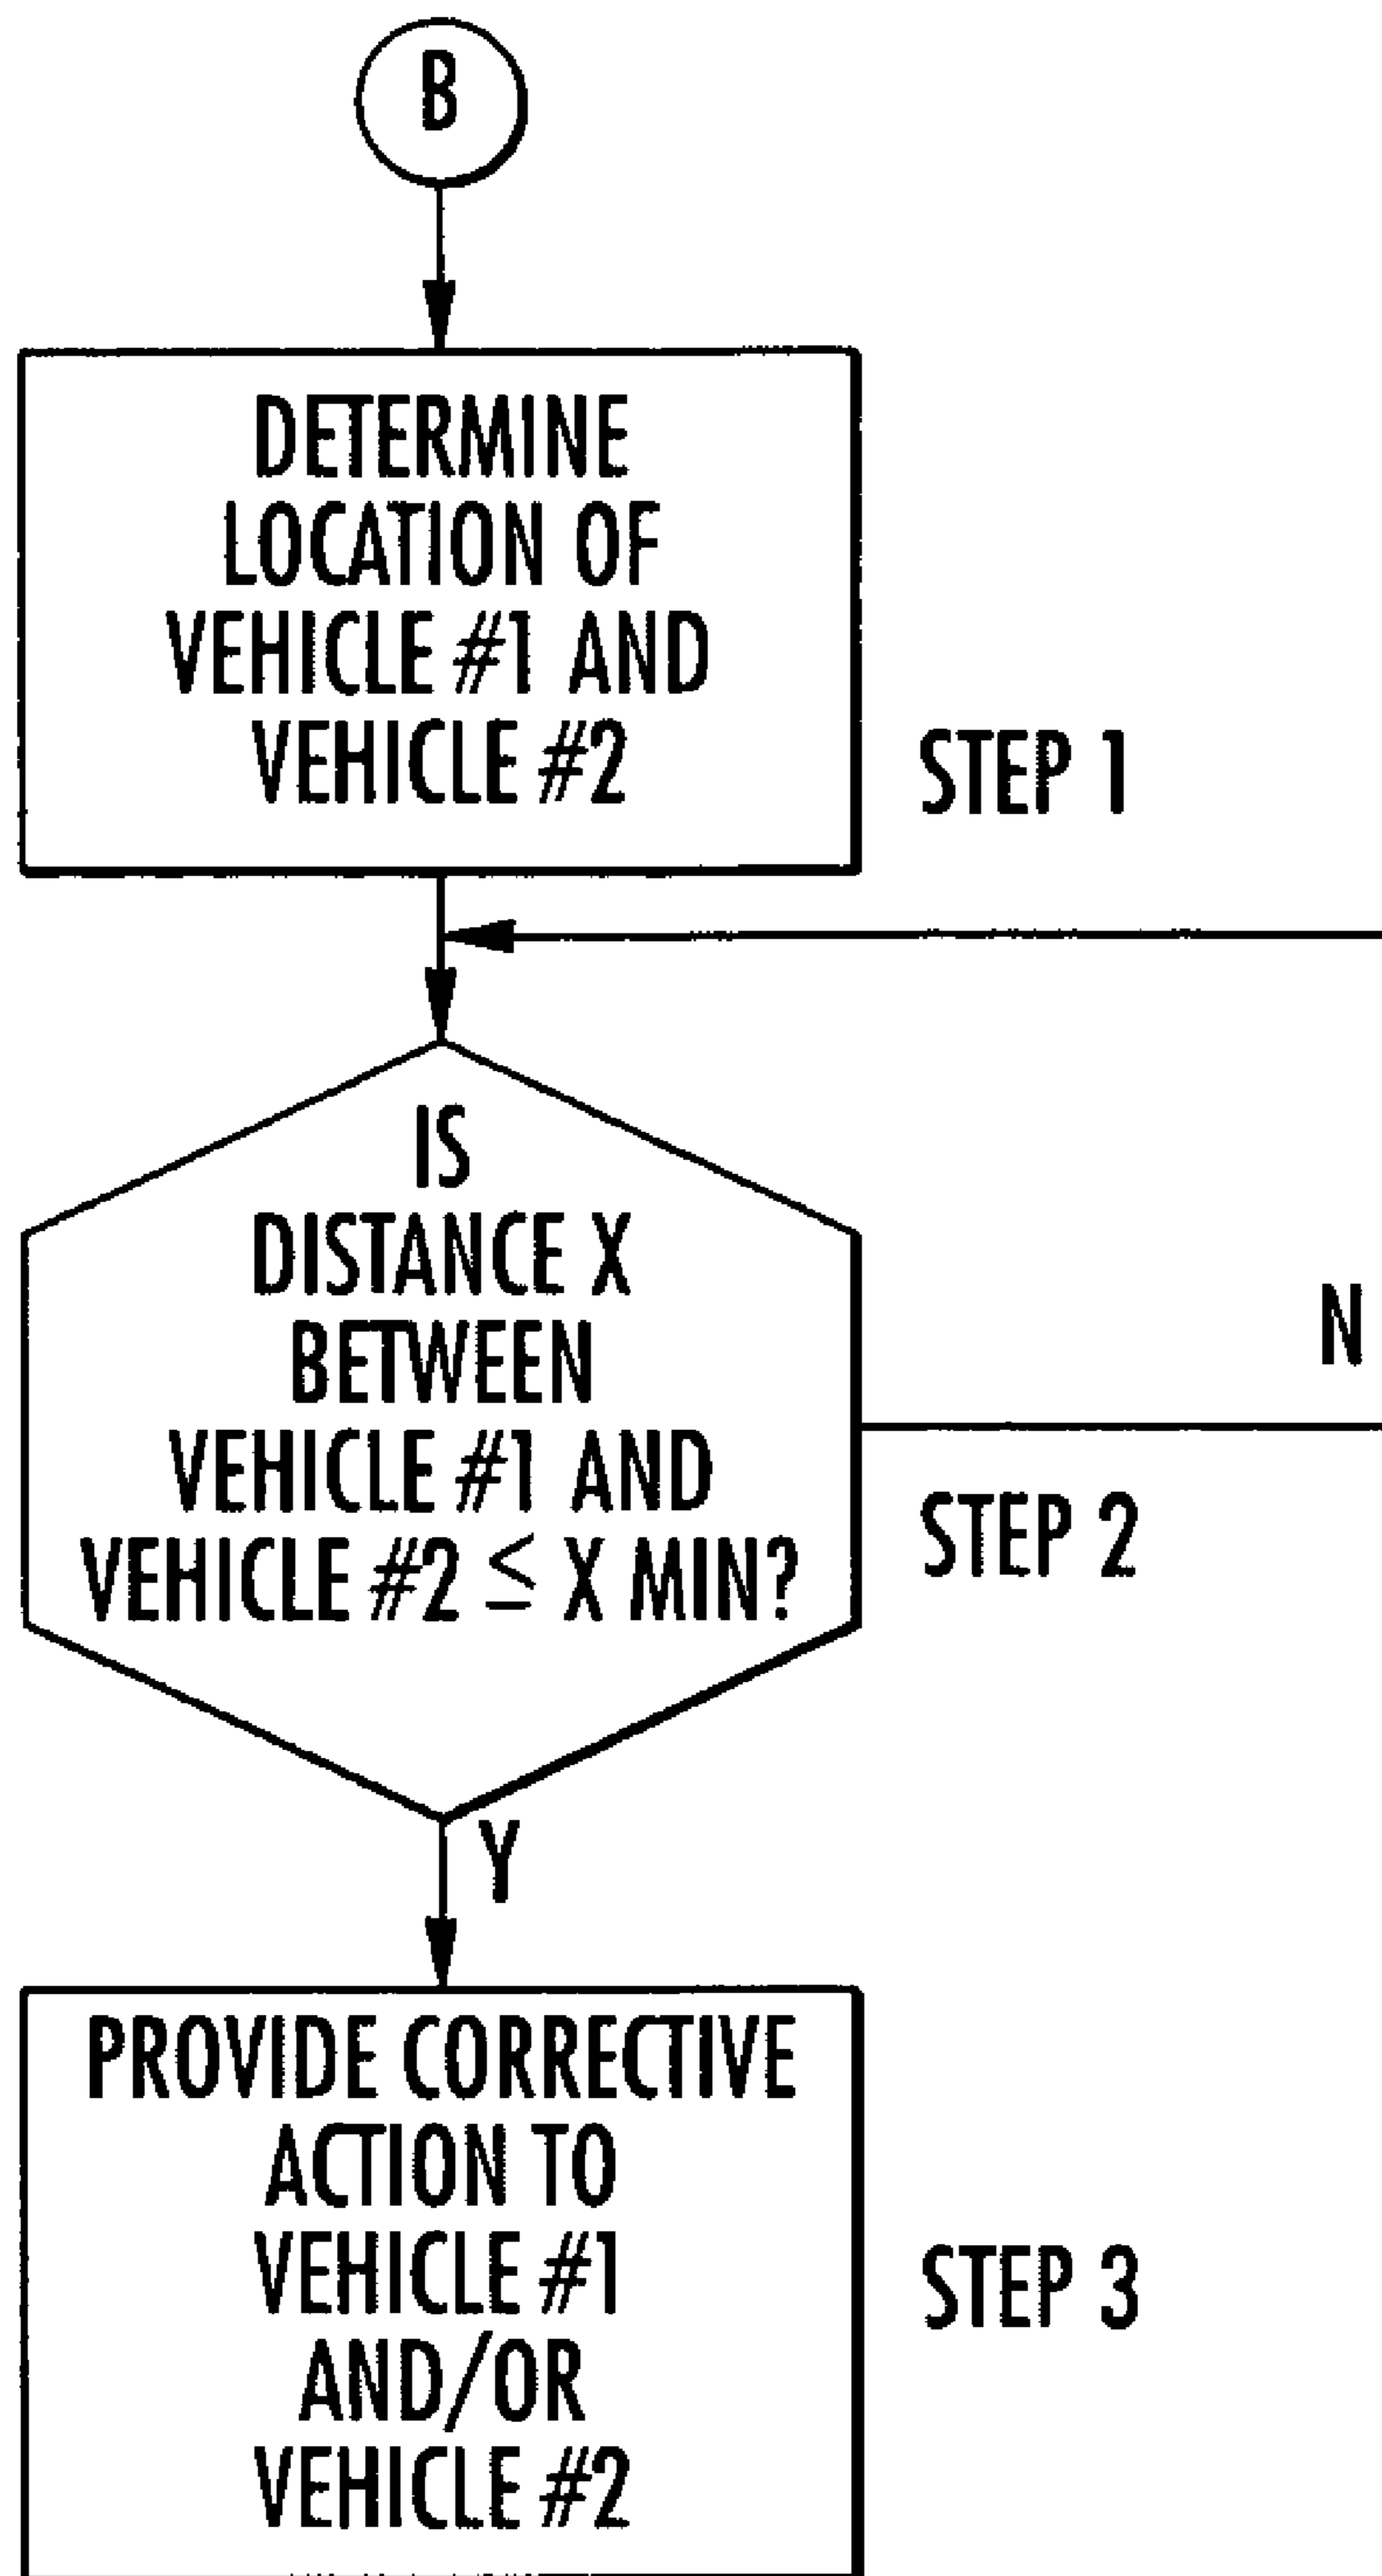 B
DETERMINE
LOCATION OF
VEHICLE #1 AND
VEHICLE #2
STEP 1
IS
DISTANCE X
BETWEEN
VEHICLE #1 AND
VEHICLE #2 ≤ X MIN?
N
STEP 2
Y
PROVIDE CORRECTIVE
ACTION TO
VEHICLE #1
AND/OR
VEHICLE #2
STEP 3